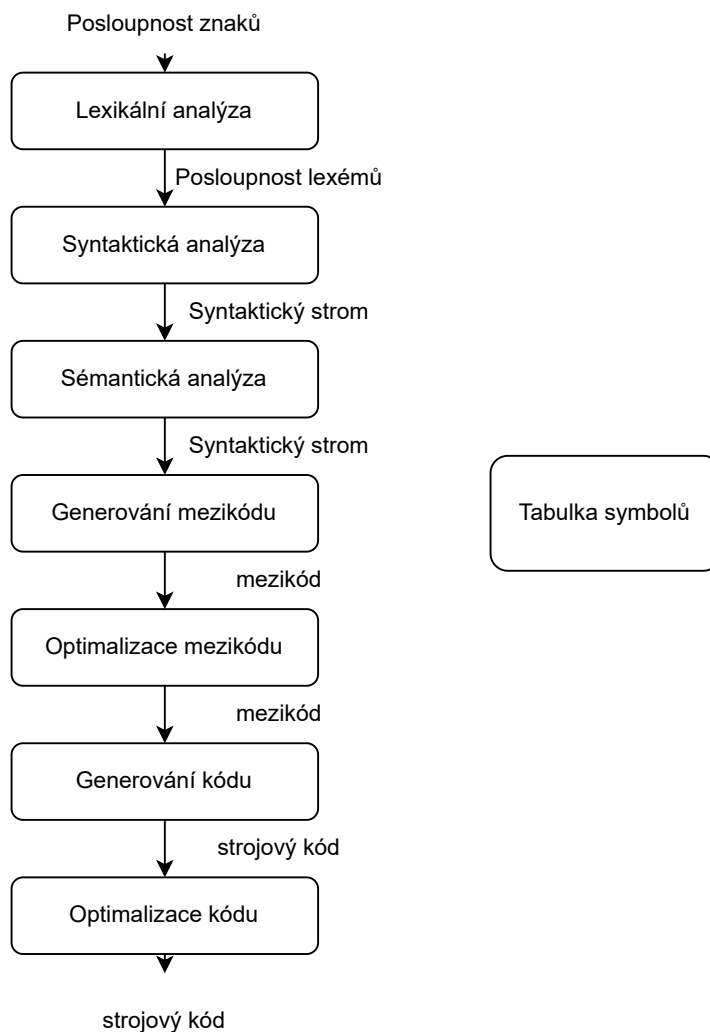 Posloupnost znaků
Lexikální analýza
Posloupnost lexémů
Syntaktická analýza
Syntaktický strom
Sémantická analýza
Syntaktický strom
Generování mezikódu
Tabulka symbolů
mezikód
Optimalizace mezikódu
mezikód
Generování kódu
strojový kód
Optimalizace kódu
strojový kód